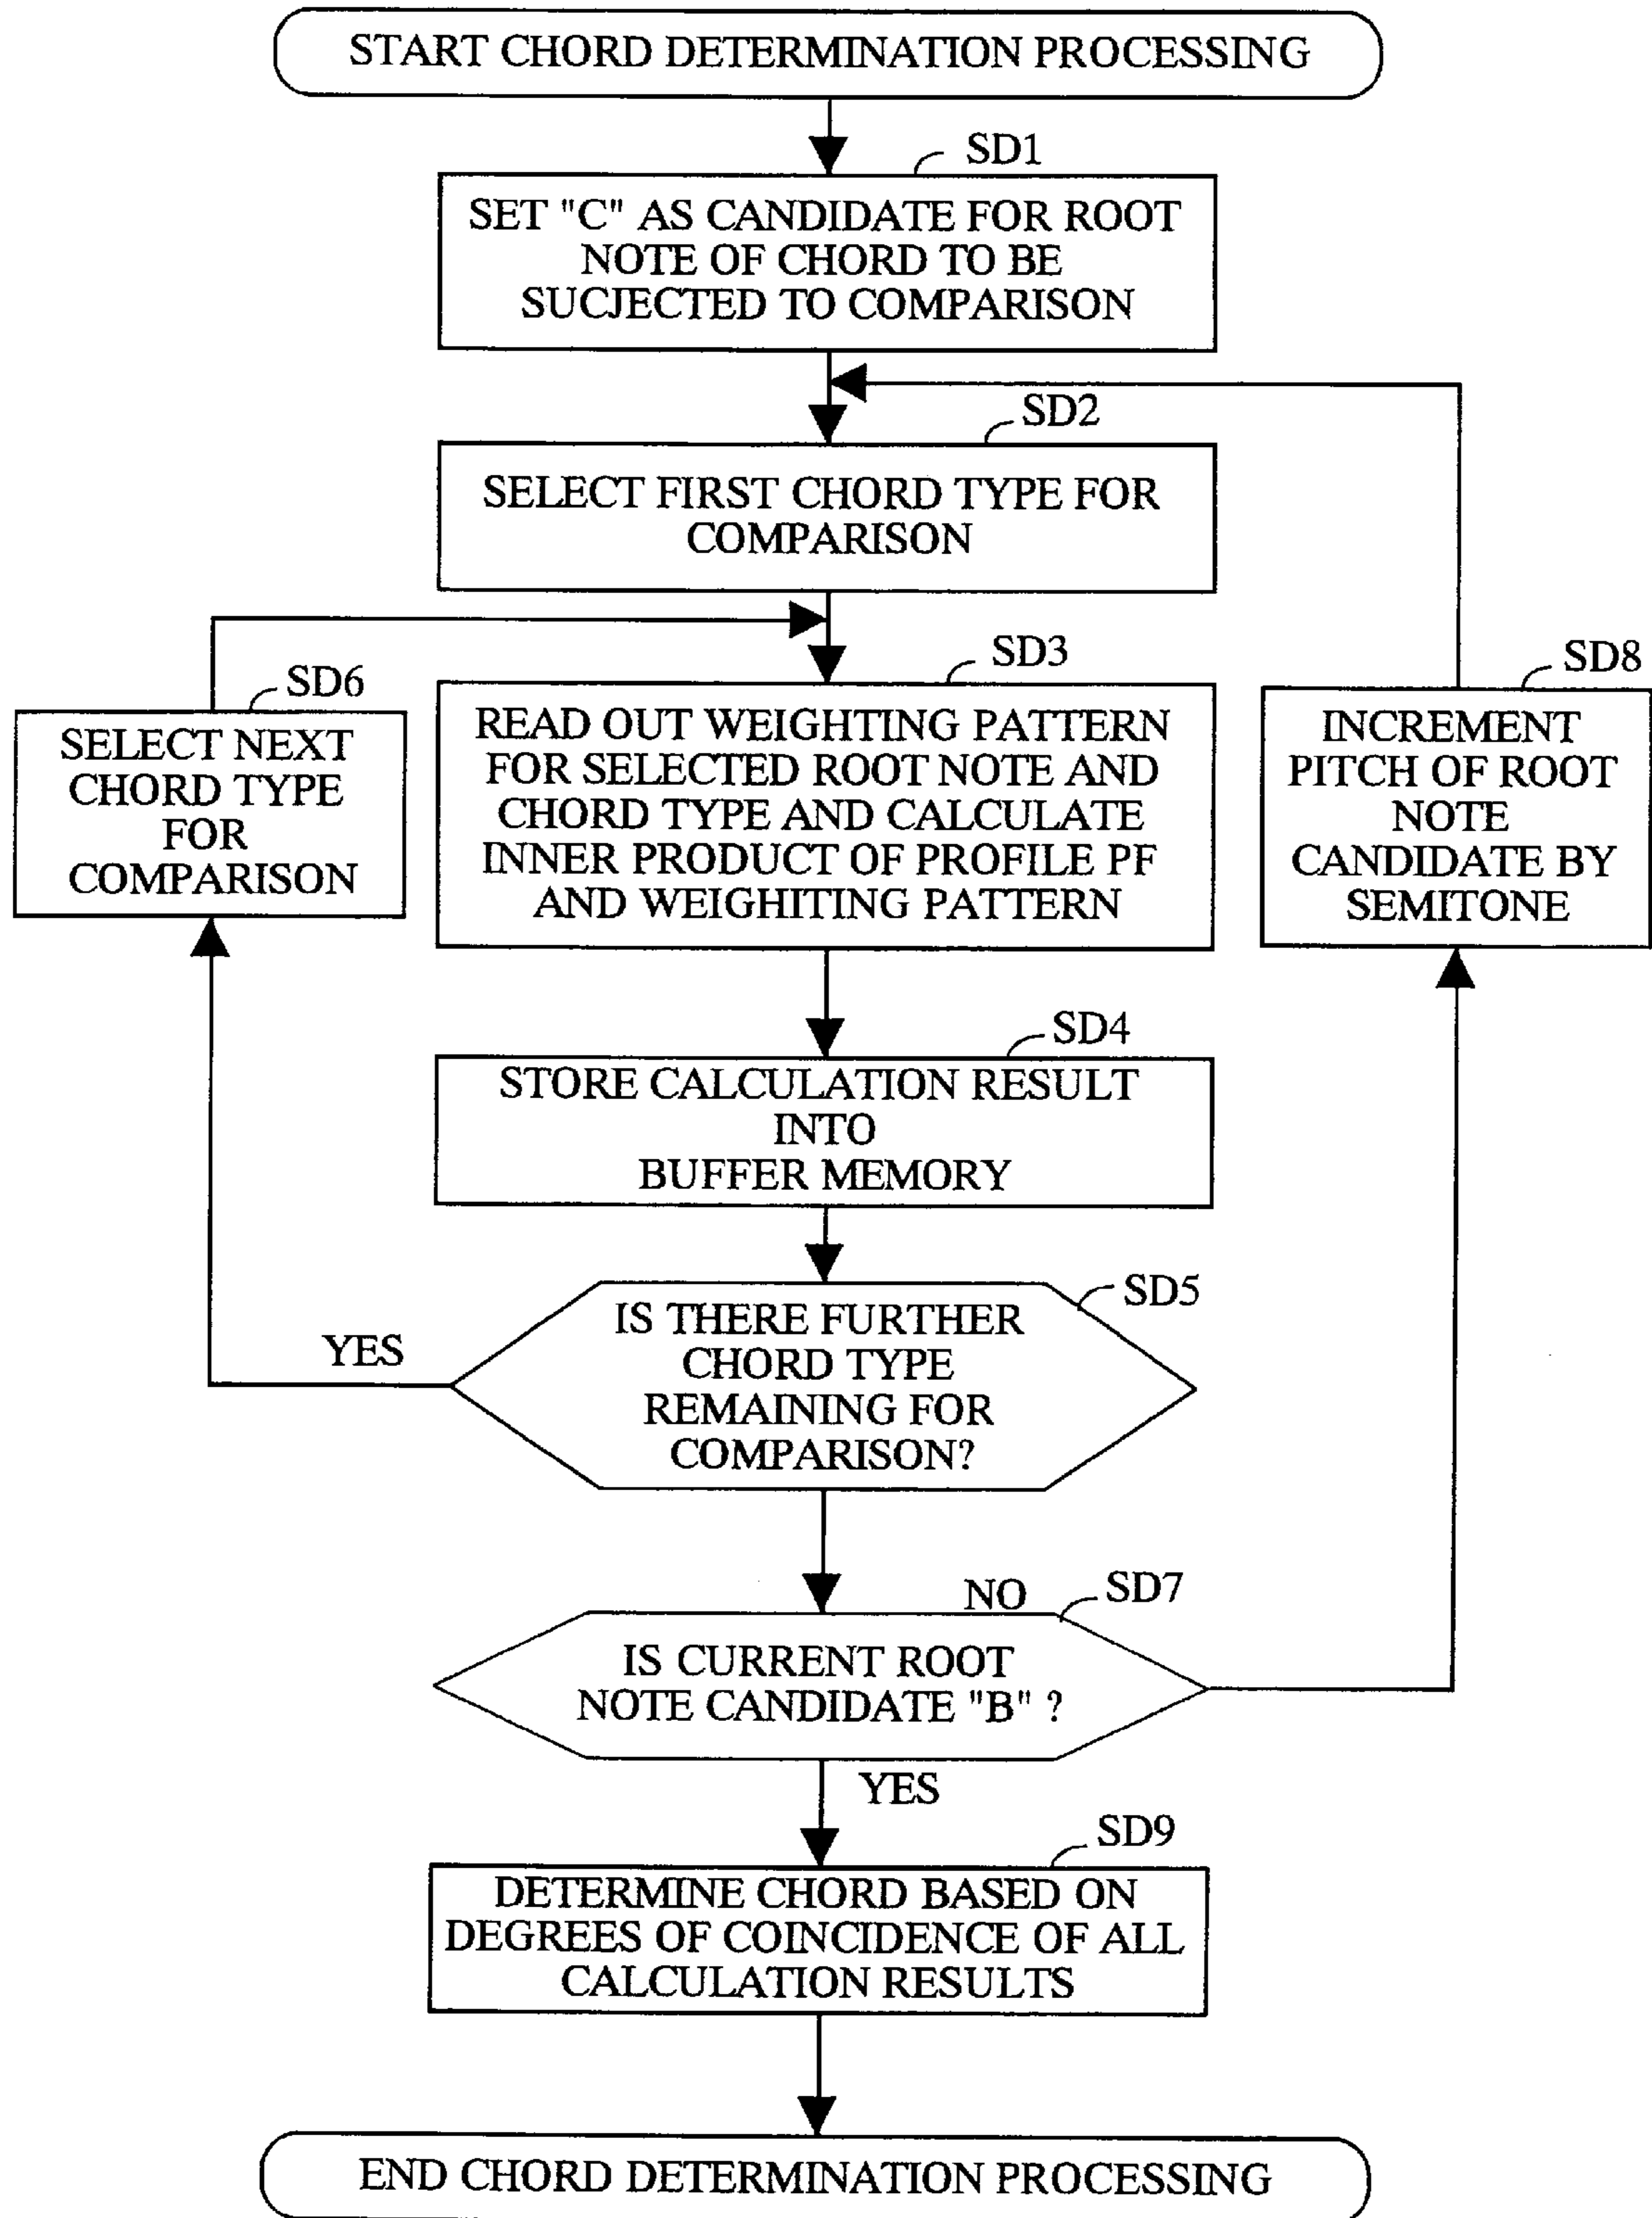 START CHORD DETERMINATION PROCESSING
SD1
SET "C" AS CANDIDATE FOR ROOT
NOTE OF CHORD TO BE
SUCJECTED TO COMPARISON
SD2
SELECT FIRST CHORD TYPE FOR
COMPARISON
SD6
SELECT NEXT
CHORD TYPE
FOR
COMPARISON
SD3
READ OUT WEIGHTING PATTERN
FOR SELECTED ROOT NOTE AND
CHORD TYPE AND CALCULATE
INNER PRODUCT OF PROFILE PF
AND WEIGHITING PATTERN
SD8
INCREMENT
PITCH OF ROOT
NOTE
CANDIDATE BY
SEMITONE
SD4
STORE CALCULATION RESULT
INTO
BUFFER MEMORY
SD5
IS THERE FURTHER
CHORD TYPE
REMAINING FOR
COMPARISON?
YES
NO
SD7
IS CURRENT ROOT
NOTE CANDIDATE "B" ?
YES
SD9
DETERMINE CHORD BASED ON
DEGREES OF COINCIDENCE OF ALL
CALCULATION RESULTS
END CHORD DETERMINATION PROCESSING